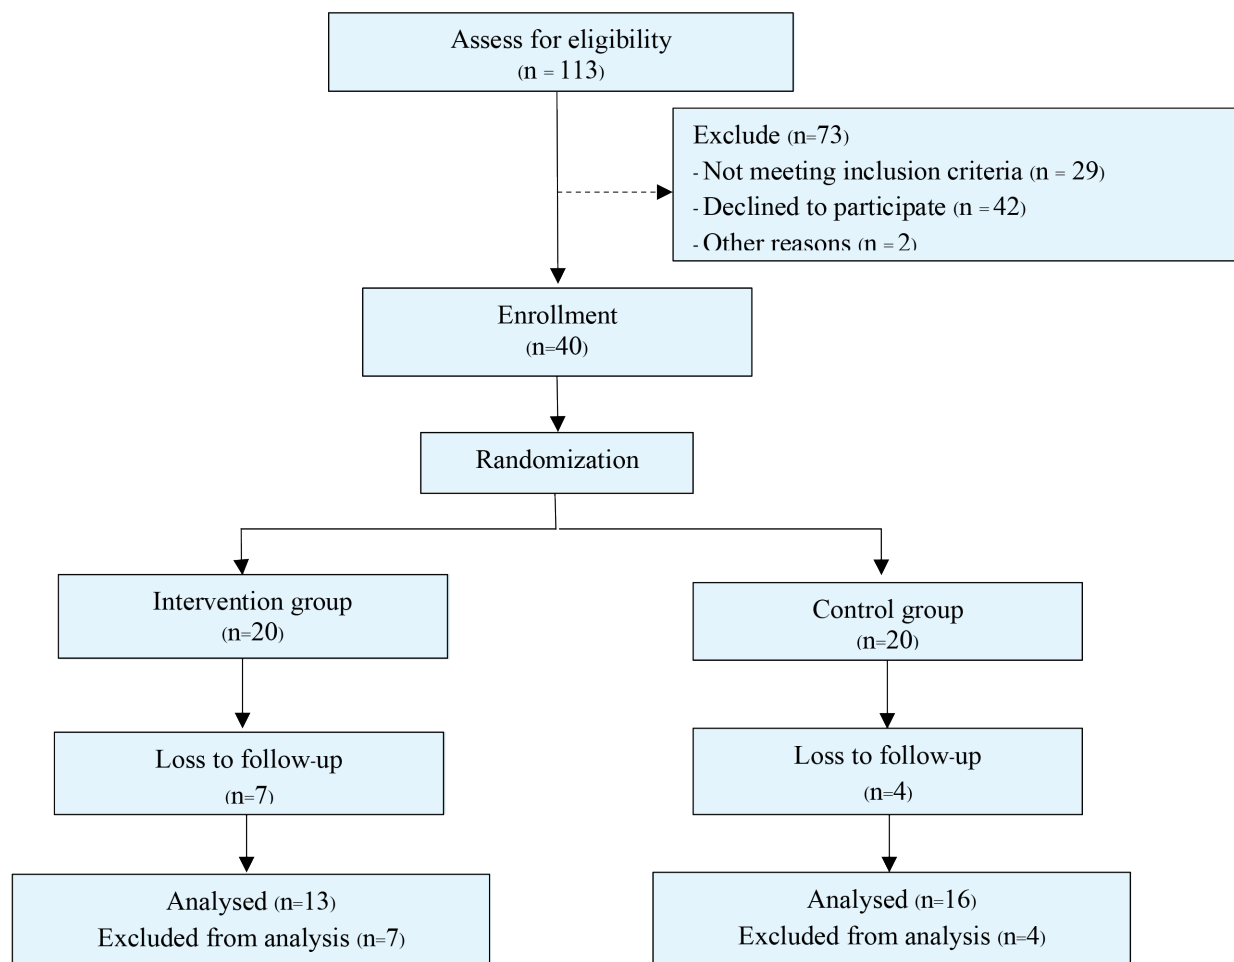 Assess for eligibility
(n = 113)
Exclude (n=73)
- Not meeting inclusion criteria (n = 29)
- Declined to participate (n = 42)
- Other reasons (n = 2)
Enrollment
(n=40)
Randomization
Intervention group
(n=20)
Control group
(n=20)
Loss to follow-up
(n=7)
Loss to follow-up
(n=4)
Analysed (n=13)
Excluded from analysis (n=7)
Analysed (n=16)
Excluded from analysis (n=4)